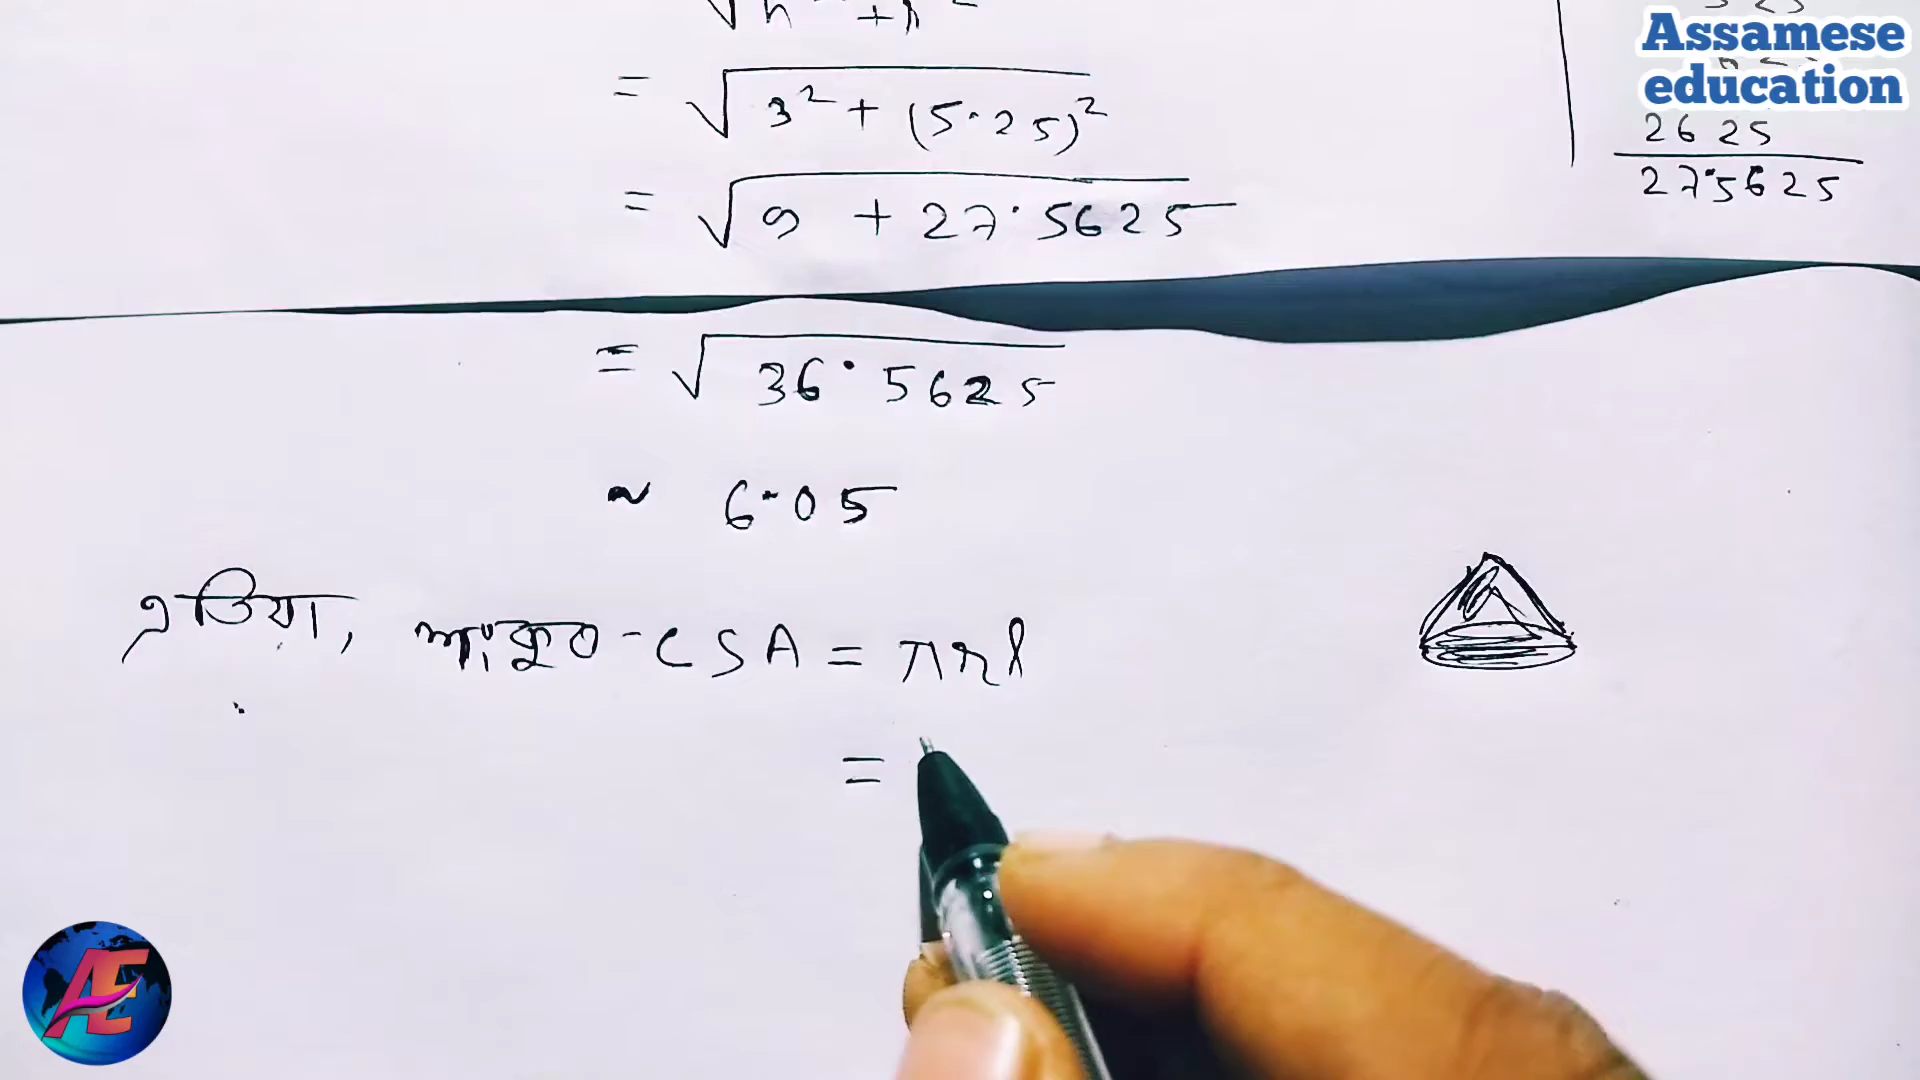 = √3² + (5.25)²
= √9 + 27.5625
= √36.5625
~ 6.05
এতিয়া, শংকুৰ - CSA = πrl
=
Assamese
education
2625
27.5625
AE